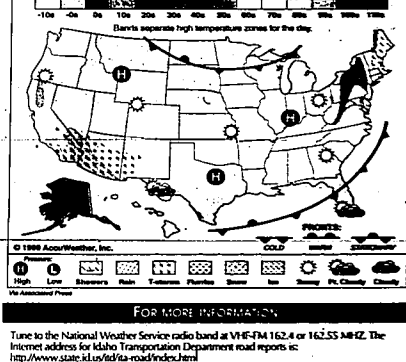 -10s -0s 0s 10s 20s 30s 40s 50s 60s 70s 80s 90s 100s 110s
Bands separate high temperature zones for the day.
H
H
H
FRONTS:
© 1999 AccuWeather, Inc.
COLD WARM STATIONARY
Pressure:
H L
High Low Showers Rain T-storms Flurries Snow Ice Sunny Pt. Cloudy Cloudy
Via Associated Press
FOR MORE INFORMATION
Tune to the National Weather Service radio band at VHF-FM 162.4 or 162.55 MHZ. The
Internet address for Idaho Transportation Department road reports is:
http://www.state.id.us/itd/ita-road/index.html